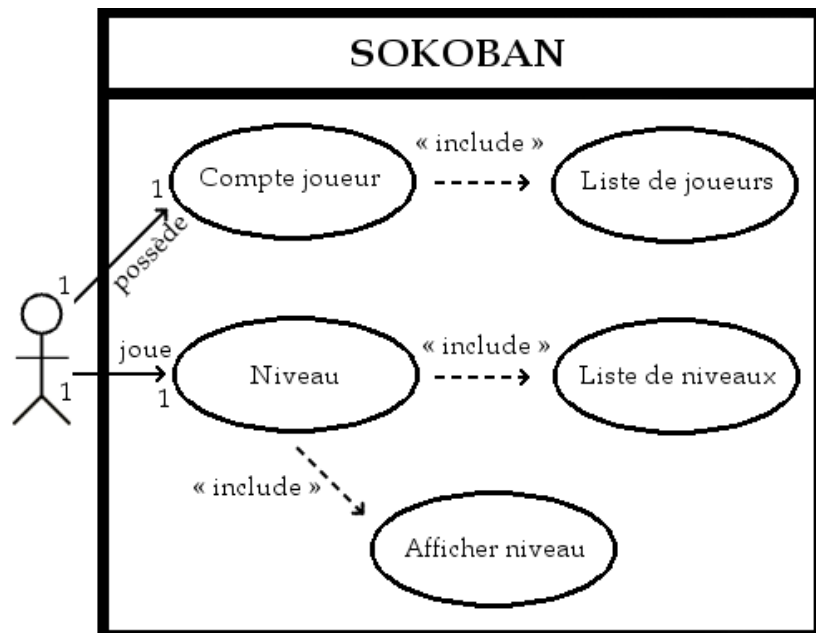 SOKOBAN
« include »
Compte joueur
Liste de joueurs
1
possède
1
joue
« include »
1
1
Niveau
Liste de niveaux
« include »
Afficher niveau